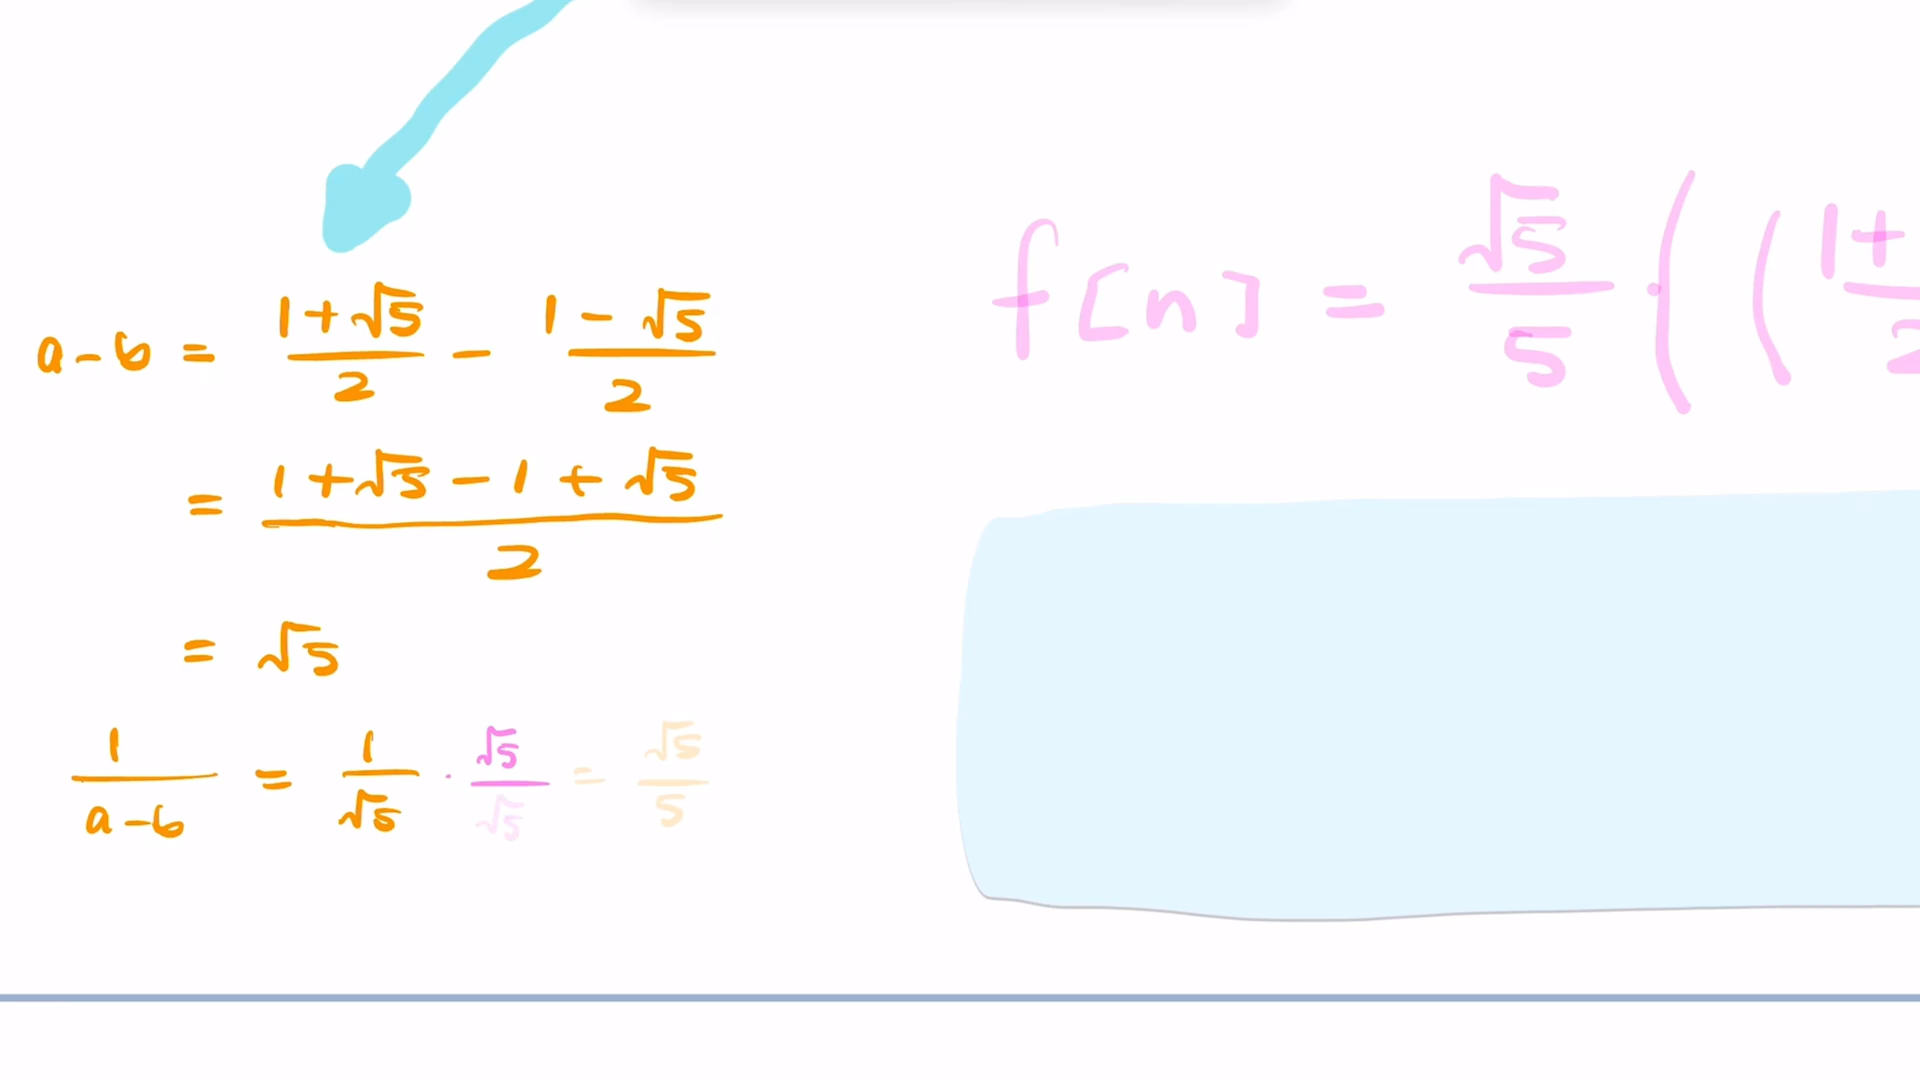 a-b = (1+√5)/2 - (1-√5)/2
= (1+√5-1+√5)/2
= √5
1/(a-b) = 1/√5 · √5/√5 = √5/5
f[n] = √5/5 · ( ( 1+ / 2